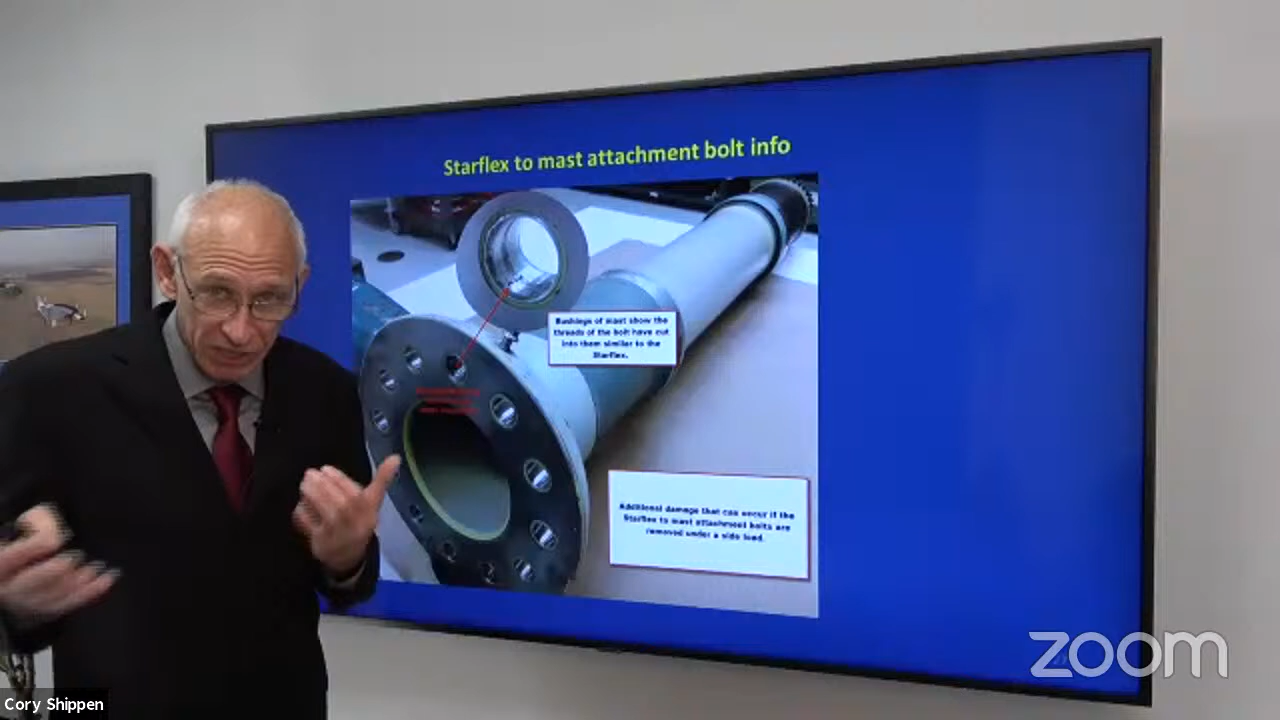 Starflex to mast attachment bolt info
Bushings of mast show the
threads of the bolt have cut
into them similar to the
Starflex.
Additional damage that can occur if the
Starflex to mast attachment bolts are
removed under a side load.
zoom
Cory Shippen